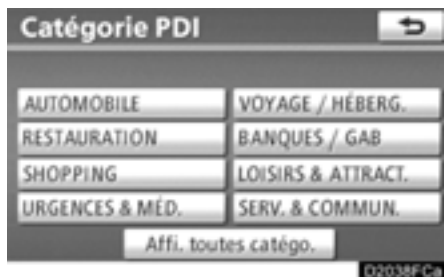 Catégorie PDI
AUTOMOBILE
VOYAGE / HÉBERG.
RESTAURATION
BANQUES / GAB
SHOPPING
LOISIRS & ATTRACT.
URGENCES & MÉD.
SERV. & COMMUN.
Affi. toutes catégo.
D2038FCa